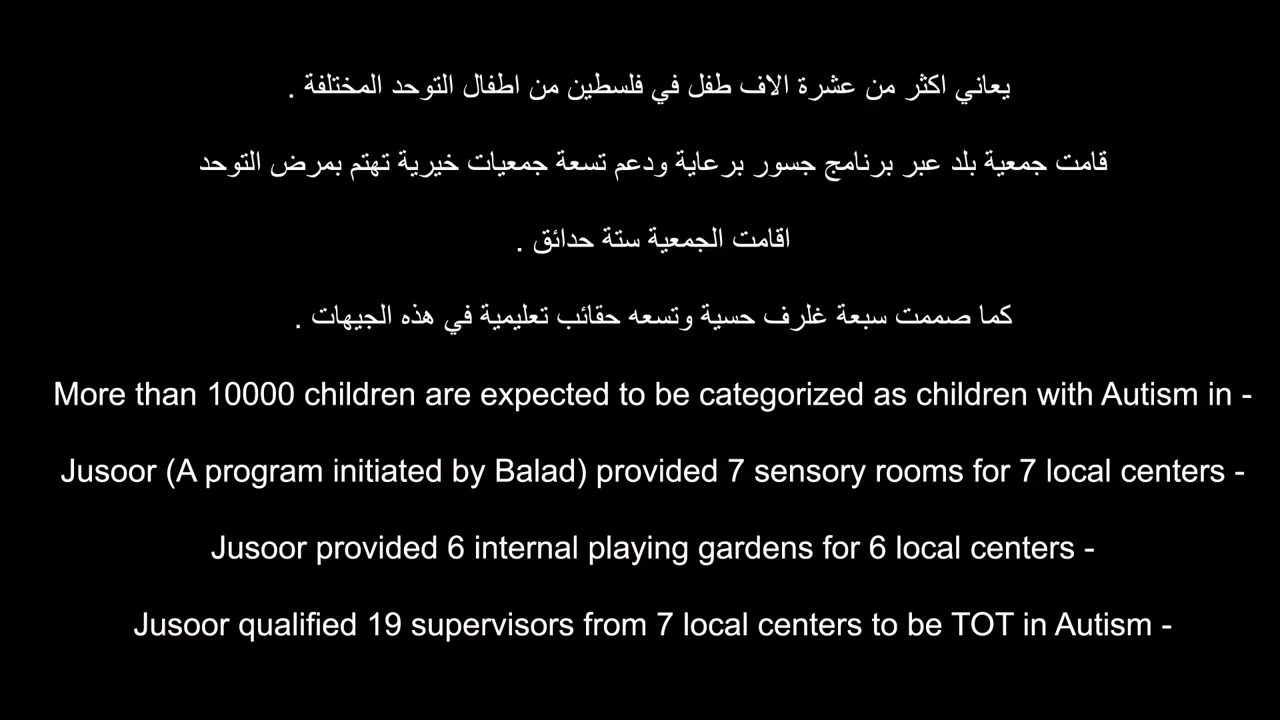 يعاني اكثر من عشرة الاف طفل في فلسطين من اطفال التوحد المختلفة .
قامت جمعية بلد عبر برنامج جسور برعاية ودعم تسعة جمعيات خيرية تهتم بمرض التوحد
اقامت الجمعية ستة حدائق .
كما صممت سبعة غلرف حسية وتسعه حقائب تعليمية في هذه الجيهات .
More than 10000 children are expected to be categorized as children with Autism in -
Jusoor (A program initiated by Balad) provided 7 sensory rooms for 7 local centers -
Jusoor provided 6 internal playing gardens for 6 local centers -
Jusoor qualified 19 supervisors from 7 local centers to be TOT in Autism -